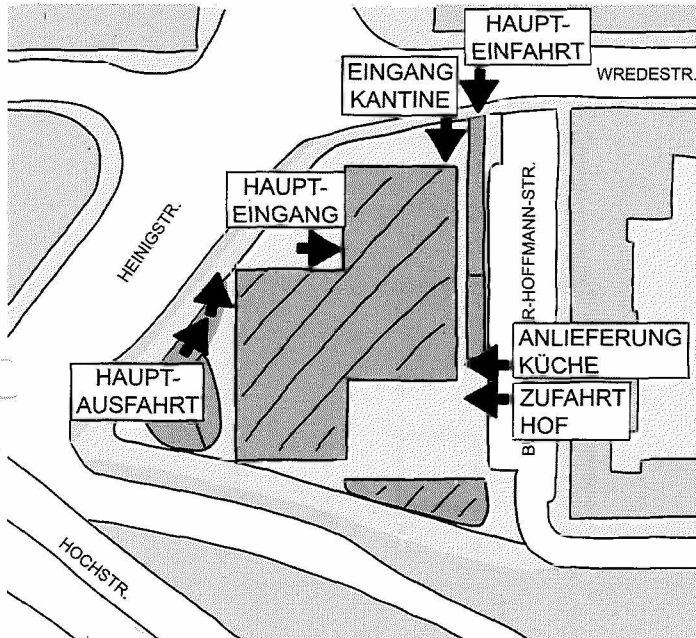 HAUPT-
EINFAHRT
EINGANG
KANTINE
WREDESTR.
HAUPT-
EINGANG
HEINIGSTR.
R-HOFFMANN-STR.
ANLIEFERUNG
KÜCHE
HAUPT-
AUSFAHRT
ZUFAHRT
HOF
HOCHSTR.